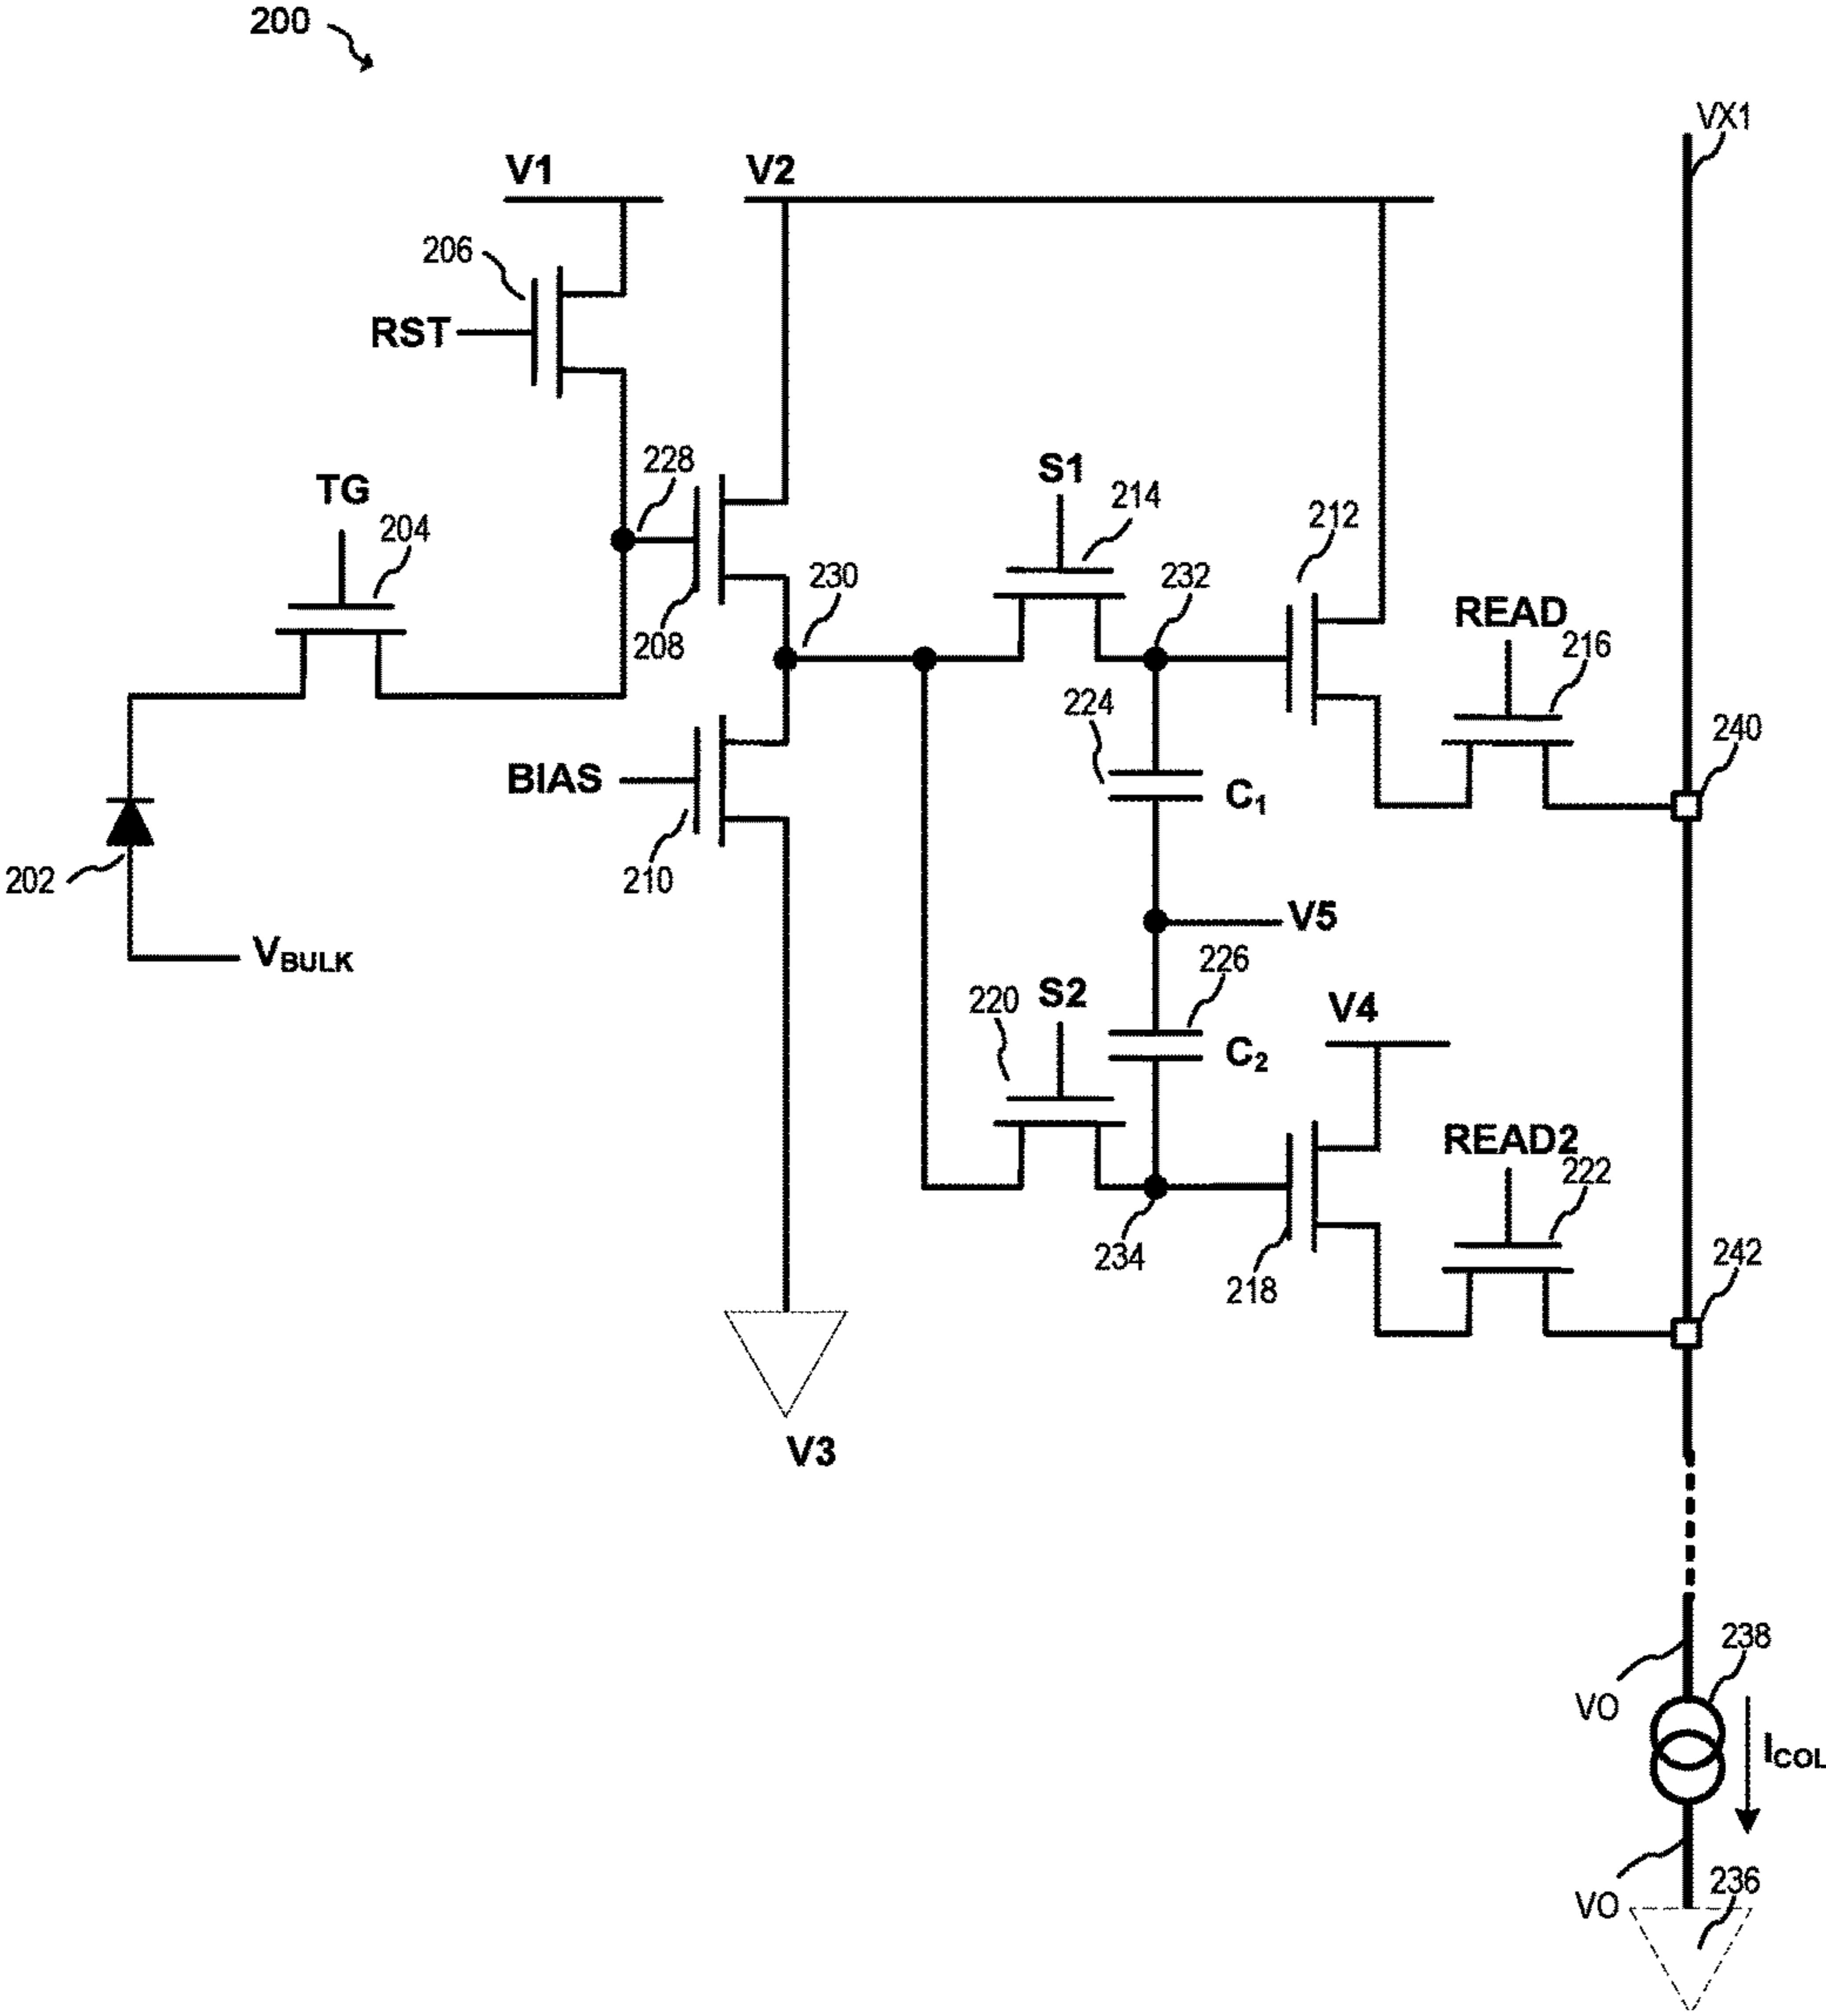 200
VX1
V1
V2
206
RST
228
S1
TG
214
212
204
230
232
READ
208
216
224
240
BIAS
C1
202
210
V5
VBULK
226
S2
220
V4
C2
READ2
222
234
242
218
V3
238
VO
ICOL
236
VO